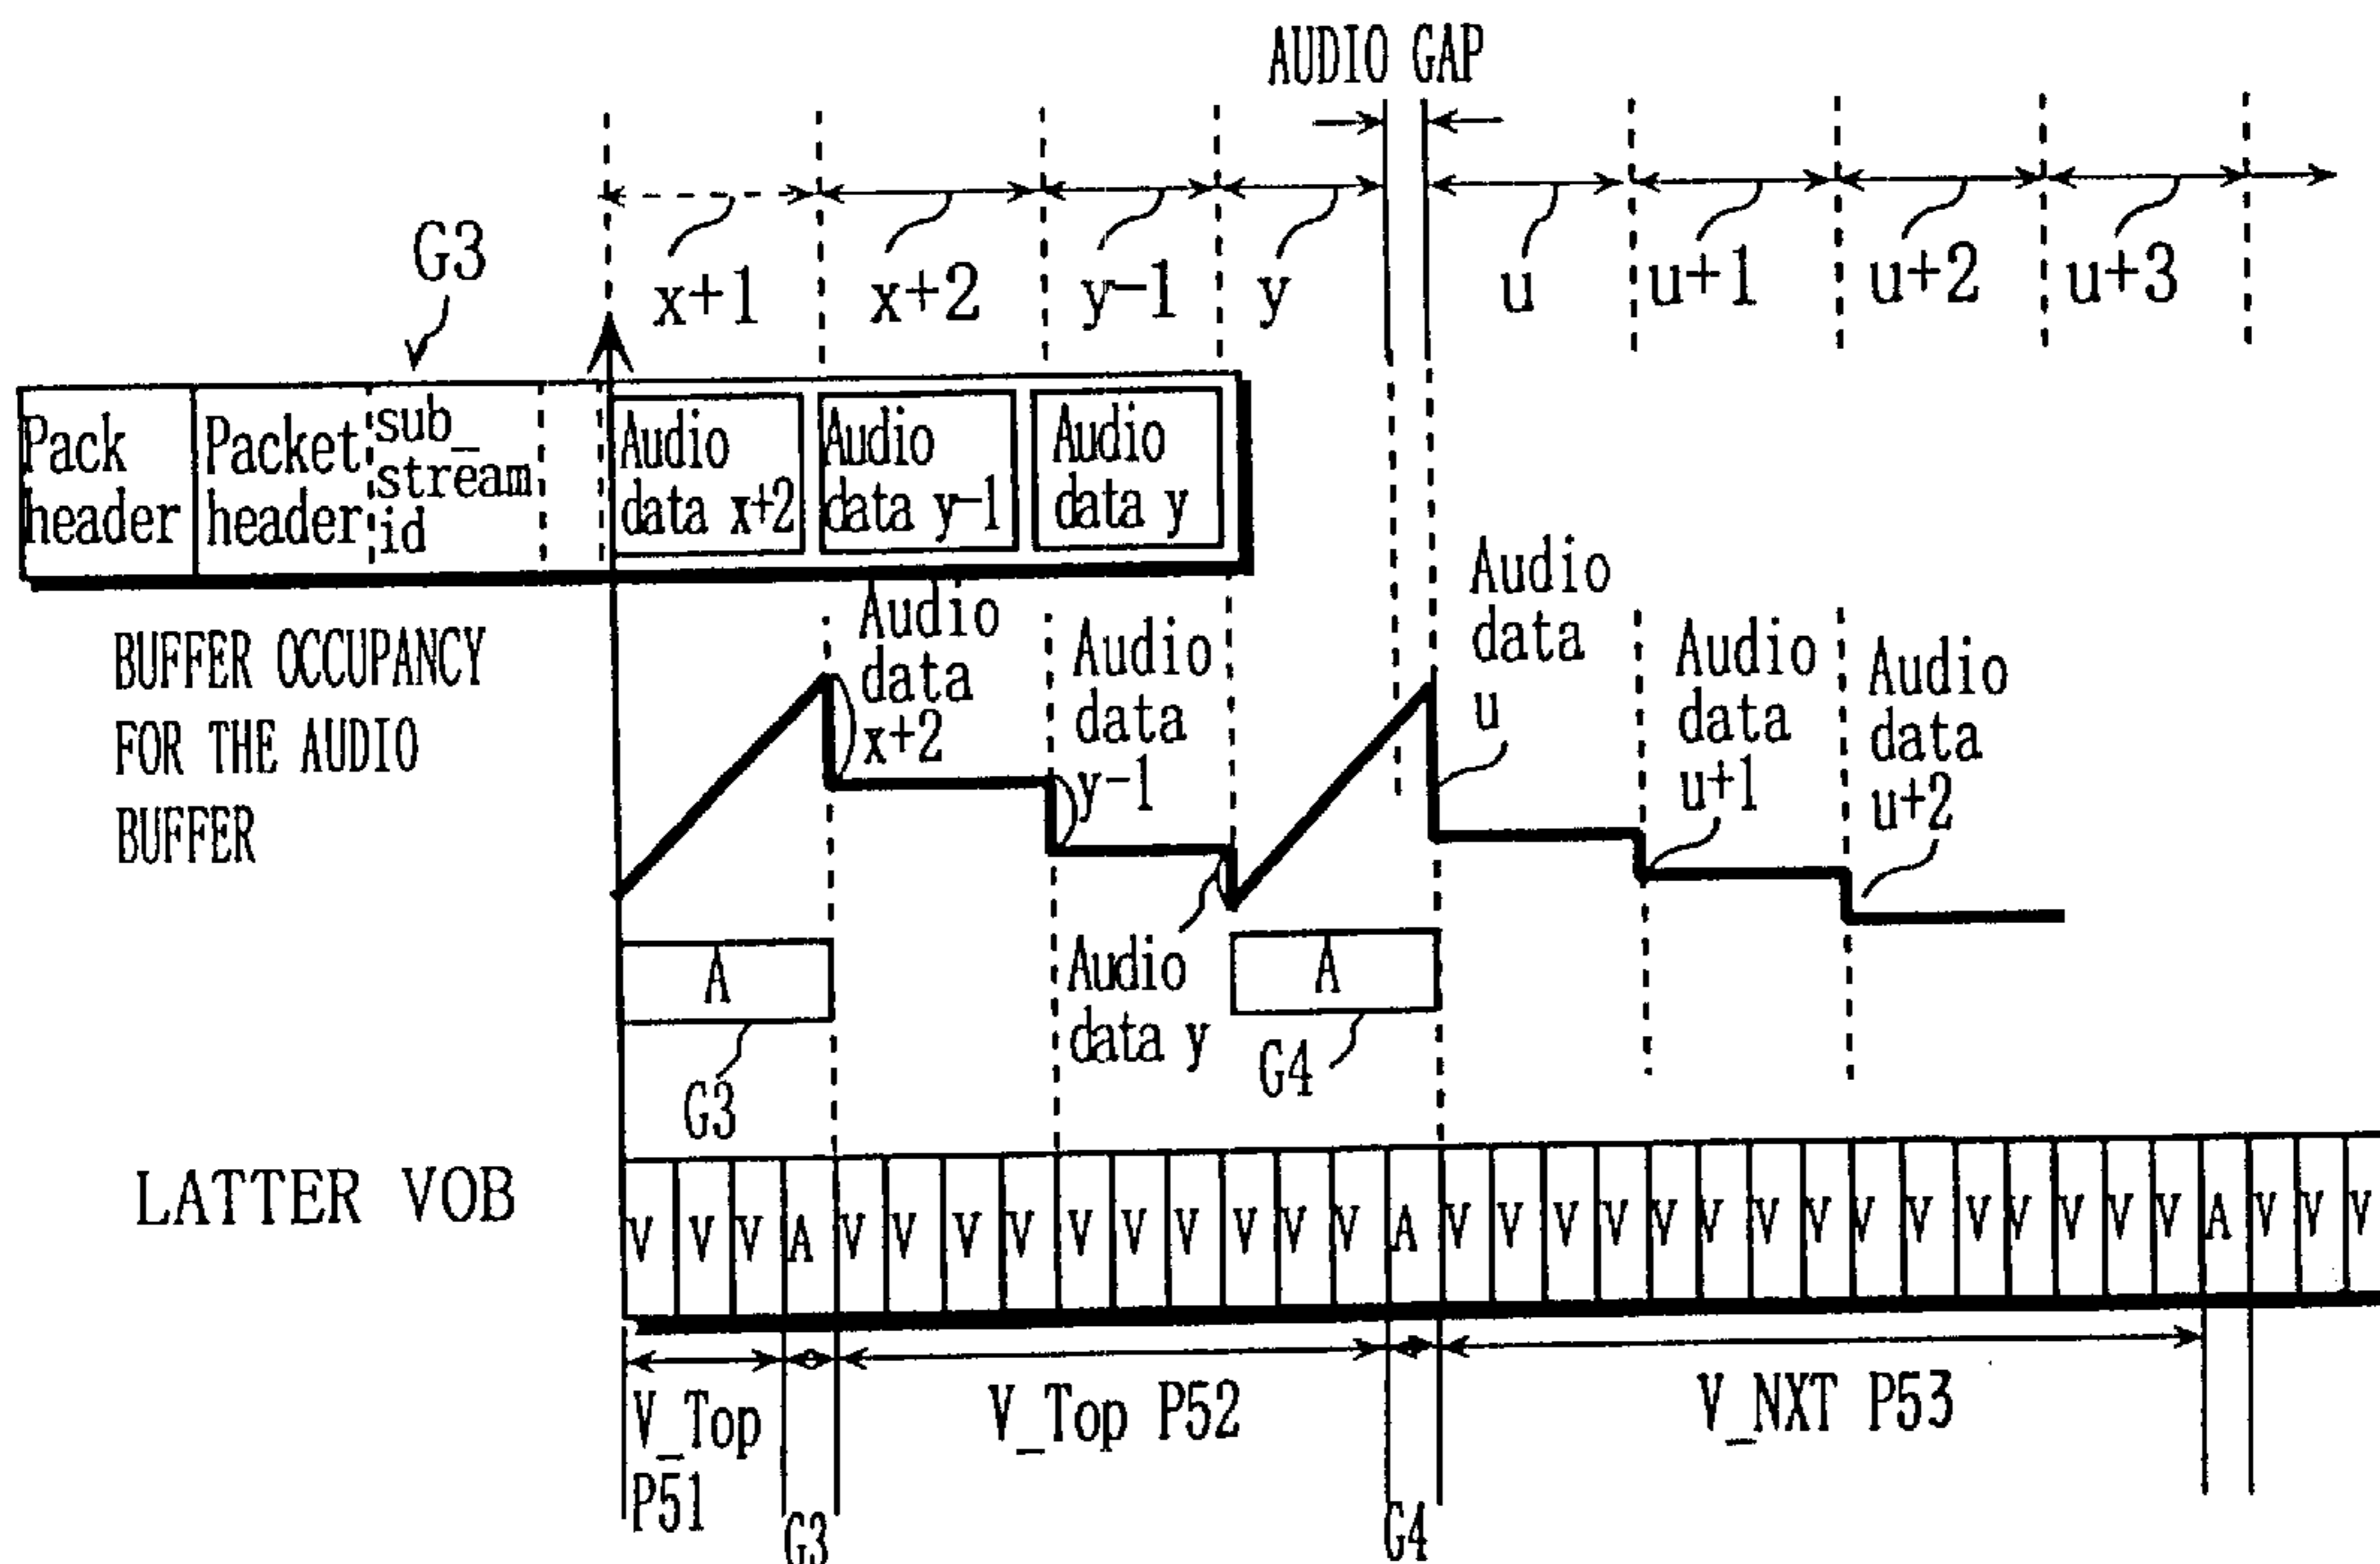 AUDIO GAP
G3
x+1
x+2
y-1
y
u
u+1
u+2
u+3
Pack
header
Packet
header
sub_
stream
id
Audio
data x+2
Audio
data y-1
Audio
data y
BUFFER OCCUPANCY
FOR THE AUDIO
BUFFER
Audio
data
x+2
Audio
data
y-1
Audio
data y
Audio
data
u
Audio
data
u+1
Audio
data
u+2
A
G3
A
G4
LATTER VOB
V V V A V V V V V V V V V V A V V V V V V V V V V V V V V V A V V V
V_Top
P51
G3
V_Top P52
G4
V_NXT P53